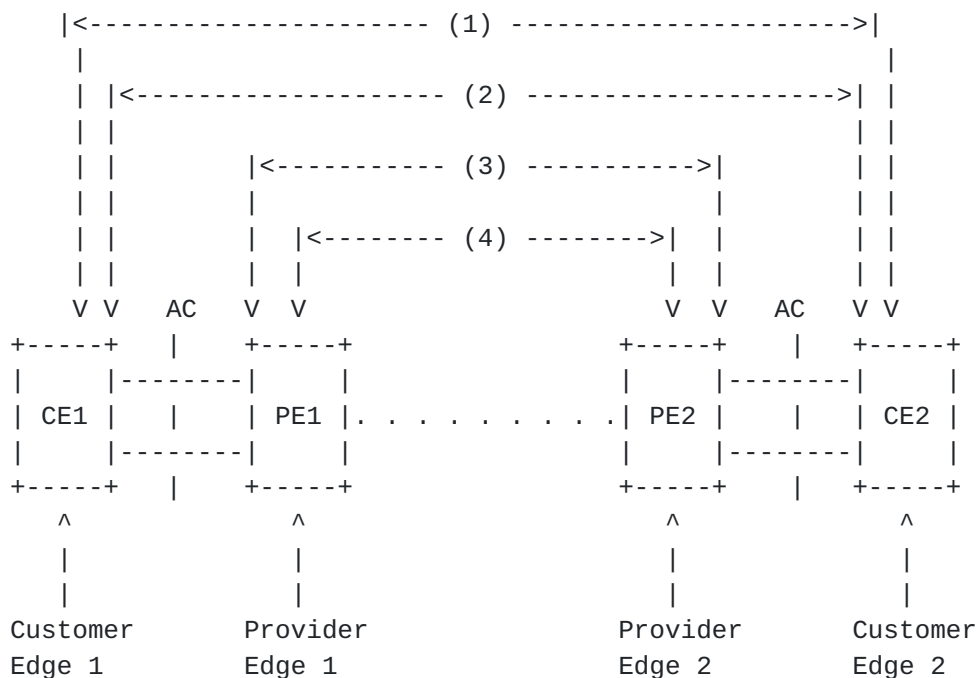 |<---------------------- (1) ---------------------->|
| |
| |<-------------------- (2) -------------------->| |
| | | |
| | |<----------- (3) ----------->| | |
| | | | | |
| | | |<-------- (4) -------->| | | |
| | | | | | | |
V V AC V V V V AC V V
+-----+ | +-----+ +-----+ | +-----+
| |--------| | | |--------| |
| CE1 | | | PE1 |. . . . . . . . .| PE2 | | | CE2 |
| |--------| | | |--------| |
+-----+ | +-----+ +-----+ | +-----+
^ ^ ^ ^
| | | |
| | | |
Customer Provider Provider Customer
Edge 1 Edge 1 Edge 2 Edge 2